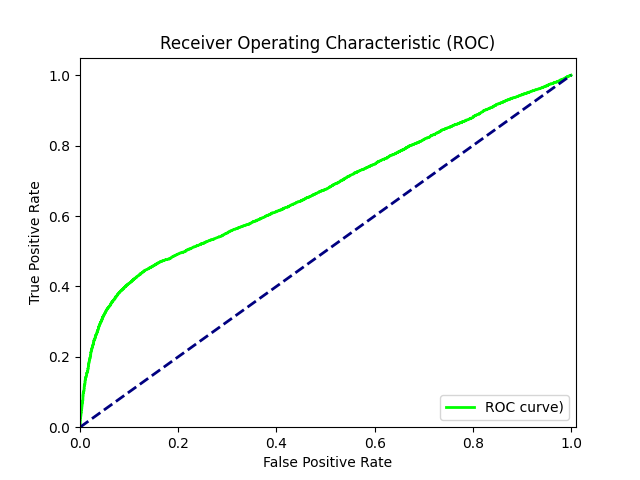 Receiver Operating Characteristic (ROC)
1.0
0.8
0.6
0.4
0.2
0.0
True Positive Rate
ROC curve)
0.0 0.2 0.4 0.6 0.8 1.0
False Positive Rate